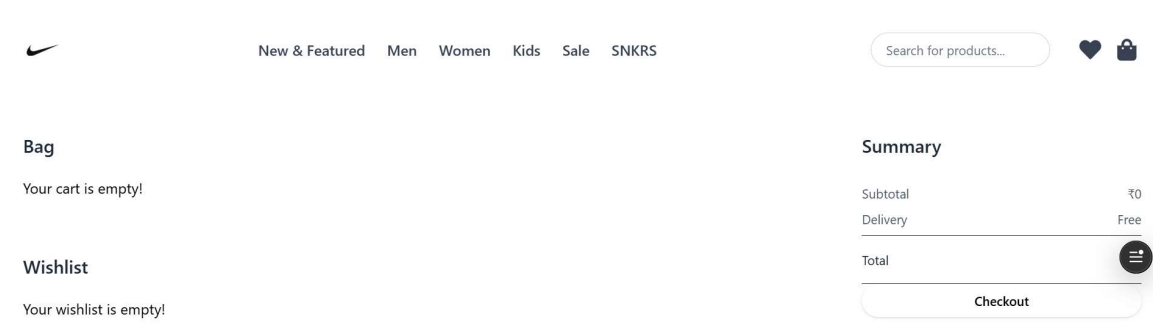 New & Featured Men Women Kids Sale SNKRS Search for products...
Bag
Your cart is empty!
Wishlist
Your wishlist is empty!
Summary
Subtotal ₹0
Delivery Free
Total
Checkout